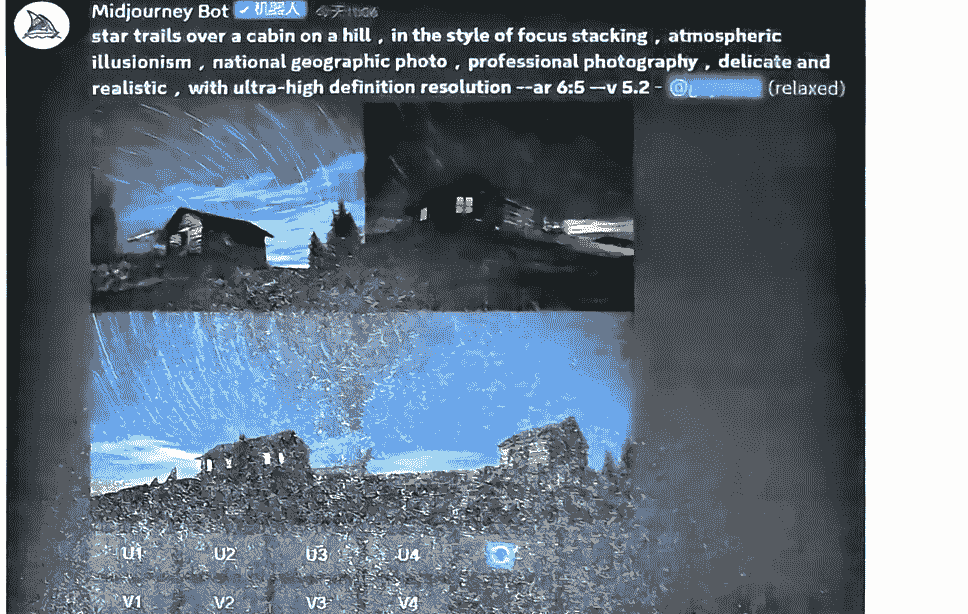 Midjourney Bot ✓ 机器人 今天
star trails over a cabin on a hill , in the style of focus stacking , atmospheric
illusionism , national geographic photo , professional photography , delicate and
realistic , with ultra-high definition resolution --ar 6:5 —v 5.2 - @ (relaxed)
U1 U2 U3 U4
V1 V2 V3 V4